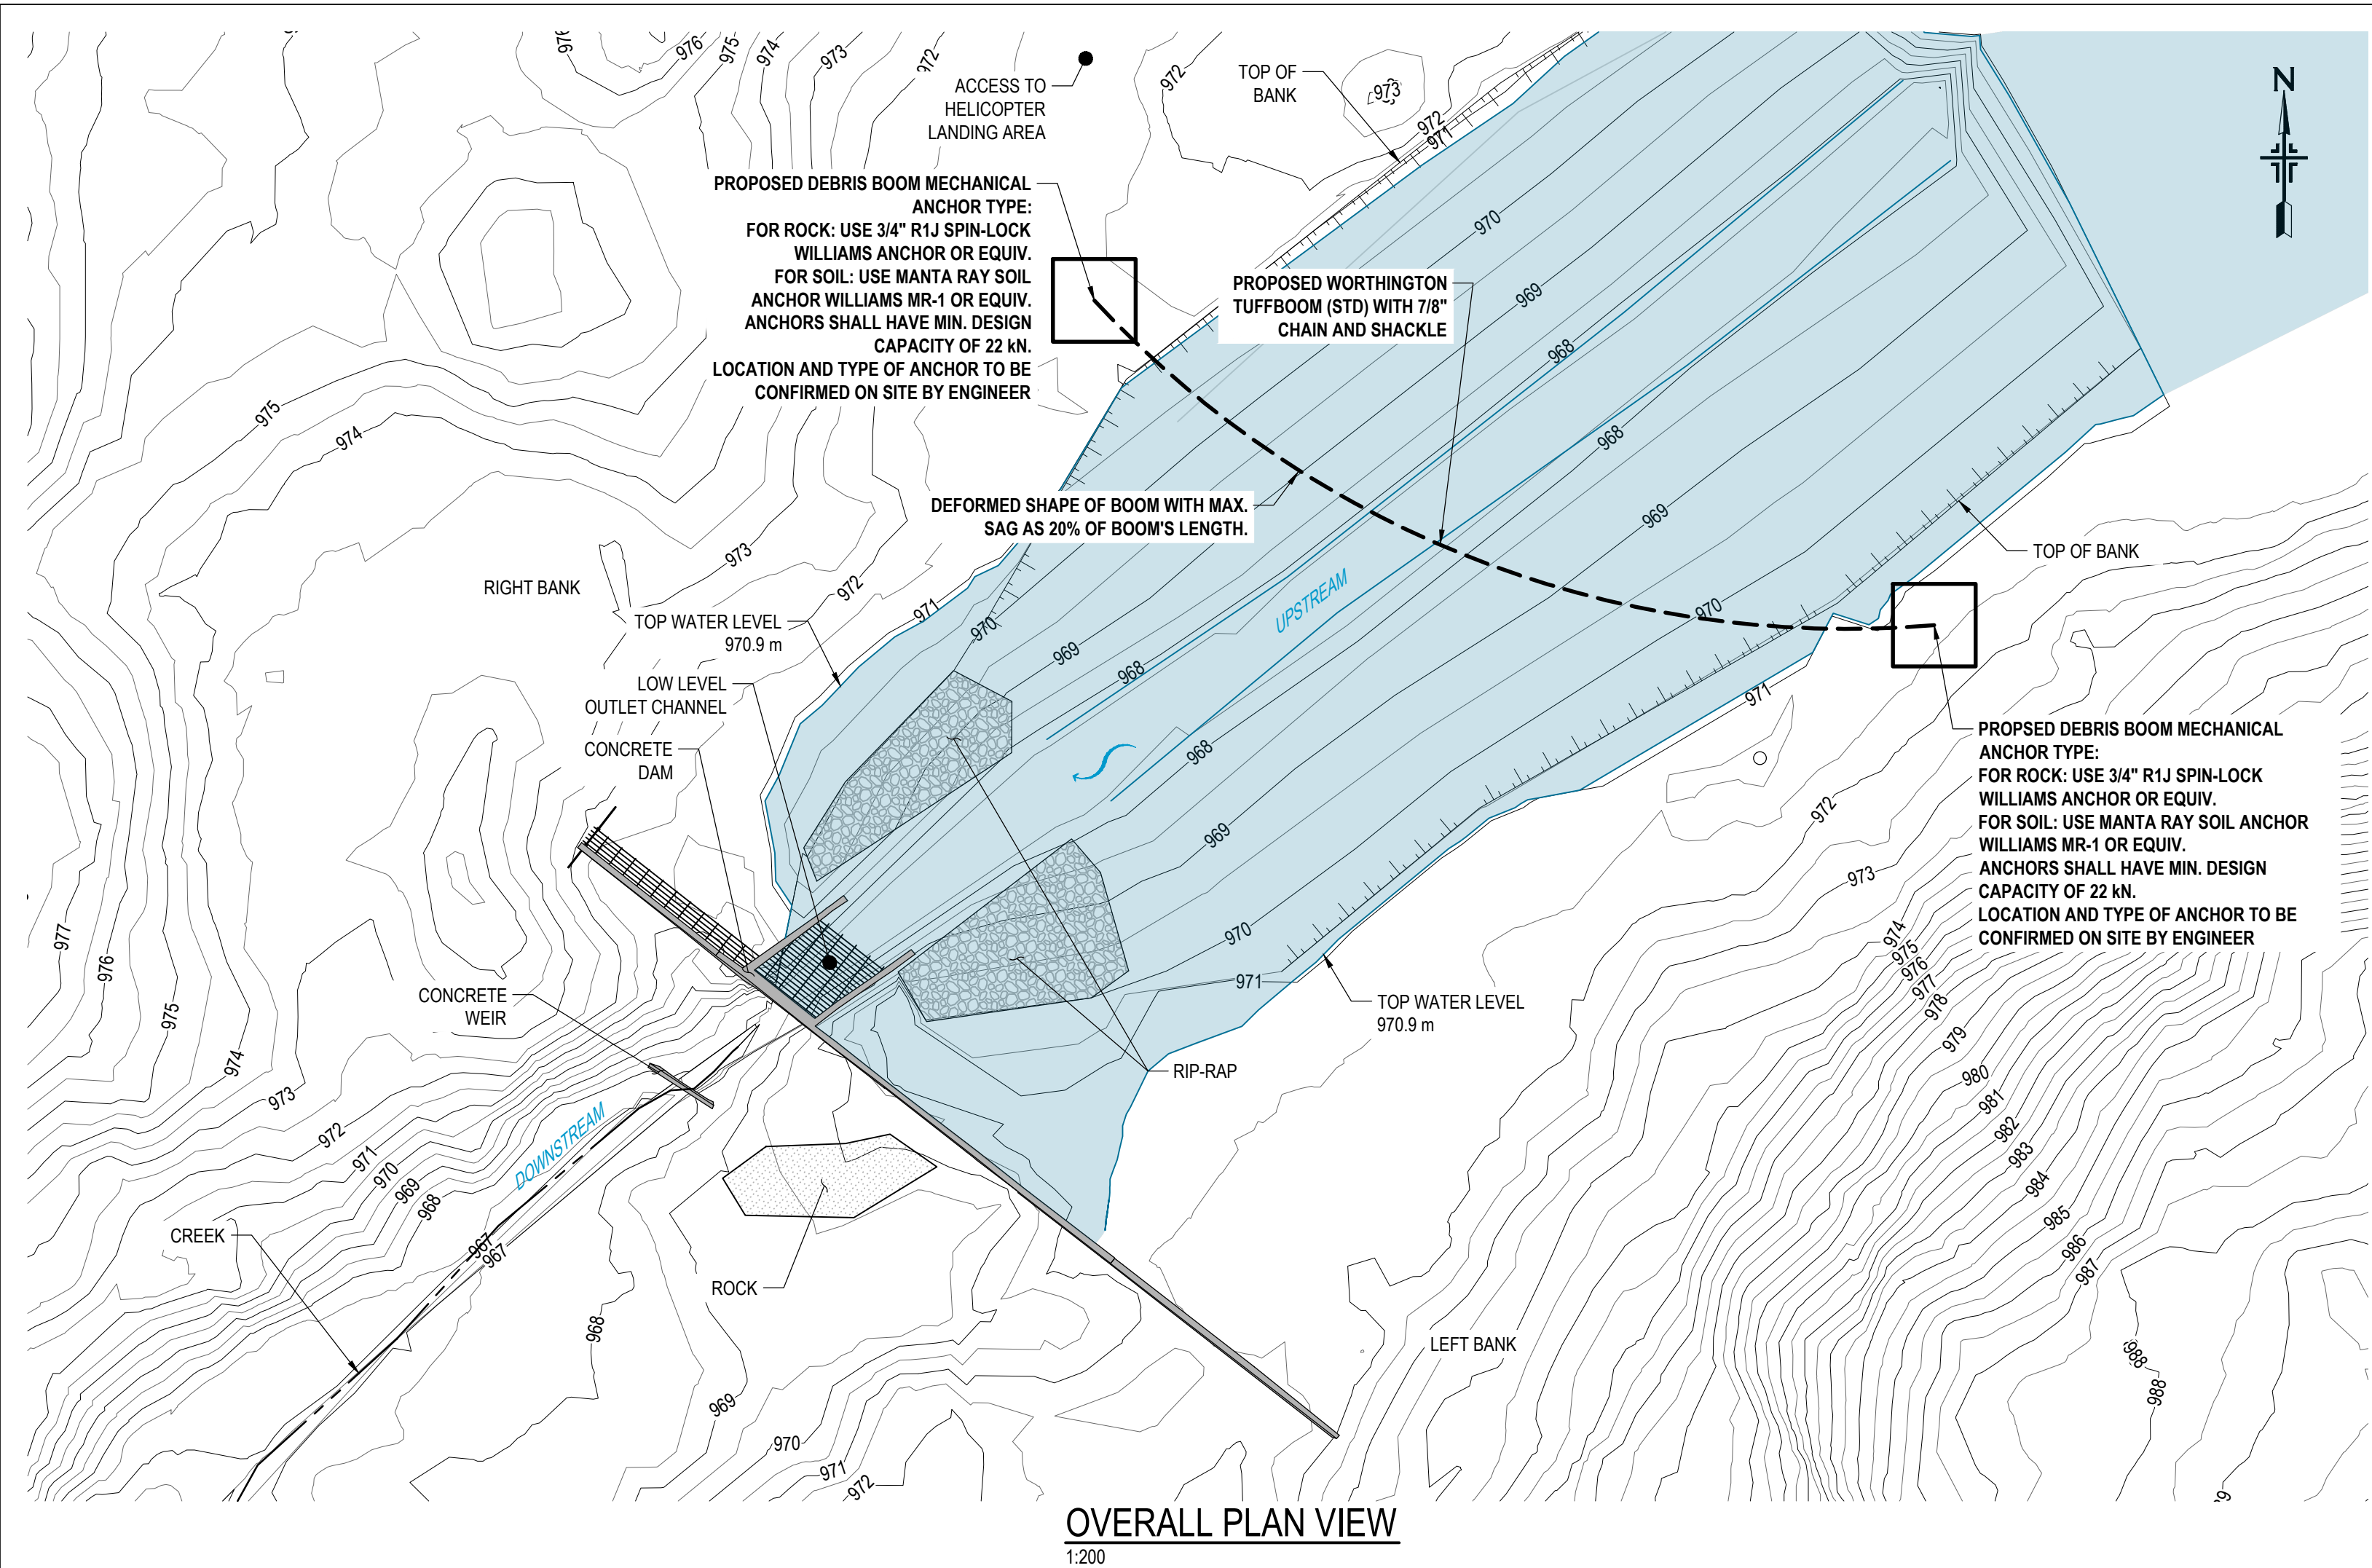 976
976
975
974
973
972
ACCESS TO
HELICOPTER
LANDING AREA
972
TOP OF
BANK
973
972
971
N
PROPOSED DEBRIS BOOM MECHANICAL
ANCHOR TYPE:
FOR ROCK: USE 3/4" R1J SPIN-LOCK
WILLIAMS ANCHOR OR EQUIV.
FOR SOIL: USE MANTA RAY SOIL
ANCHOR WILLIAMS MR-1 OR EQUIV.
ANCHORS SHALL HAVE MIN. DESIGN
CAPACITY OF 22 kN.
LOCATION AND TYPE OF ANCHOR TO BE
CONFIRMED ON SITE BY ENGINEER
970
969
968
968
969
970
PROPOSED WORTHINGTON
TUFFBOOM (STD) WITH 7/8"
CHAIN AND SHACKLE
975
974
973
972
971
970
969
968
DEFORMED SHAPE OF BOOM WITH MAX.
SAG AS 20% OF BOOM'S LENGTH.
UPSTREAM
TOP OF BANK
RIGHT BANK
TOP WATER LEVEL
970.9 m
LOW LEVEL
OUTLET CHANNEL
CONCRETE
DAM
968
969
970
971
971
972
973
PROPSED DEBRIS BOOM MECHANICAL
ANCHOR TYPE:
FOR ROCK: USE 3/4" R1J SPIN-LOCK
WILLIAMS ANCHOR OR EQUIV.
FOR SOIL: USE MANTA RAY SOIL ANCHOR
WILLIAMS MR-1 OR EQUIV.
ANCHORS SHALL HAVE MIN. DESIGN
CAPACITY OF 22 kN.
LOCATION AND TYPE OF ANCHOR TO BE
CONFIRMED ON SITE BY ENGINEER
974
975
976
977
978
979
980
981
982
983
984
985
986
987
988
988
977
976
975
974
973
972
971
970
969
968
967
967
968
CONCRETE
WEIR
TOP WATER LEVEL
970.9 m
RIP-RAP
DOWNSTREAM
CREEK
ROCK
LEFT BANK
969
970
971
972
OVERALL PLAN VIEW
1:200